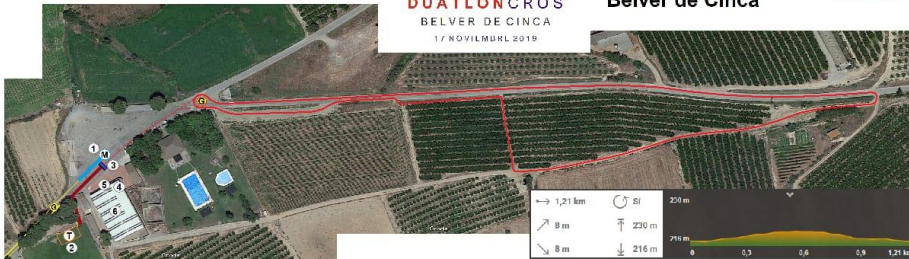 DUATLONCROS
BELVER DE CINCA
17 NOVIEMBRE 2019
Belver de Cinca
G
1
M
3
5
4
6
T
2
1,21 km
SÍ
8 m
230 m
8 m
216 m
230 m
216 m
0
0,3
0,6
0,9
1,21 km